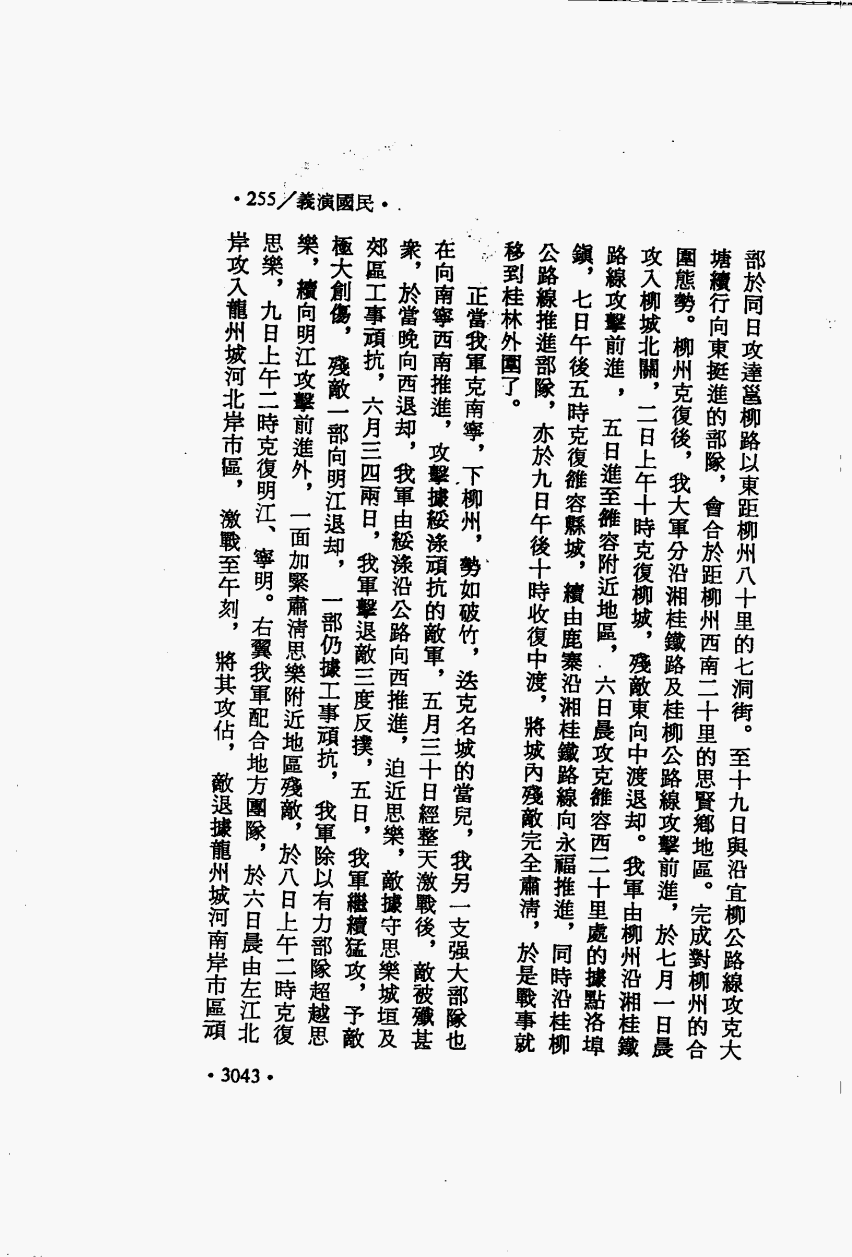 •255/義演國民•
部於同日攻達邕柳路以東距柳州八十里的七洞街。至十九日與沿宜柳公路線攻克大
塘續行向東挺進的部隊，會合於距柳州西南二十里的思賢鄉地區。完成對柳州的合
圍態勢。柳州克復後，我大軍分沿湘桂鐵路及桂柳公路線攻擊前進，於七月一日晨
攻入柳城北關，二日上午十時克復柳城，殘敵東向中渡退却。我軍由柳州沿湘桂鐵
路線攻擊前進，五日進至雒容附近地區，六日晨攻克雒容西二十里處的據點洛埠
鎮，七日午後五時克復雒容縣城，續由鹿寨沿湘桂鐵路線向永福推進，同時沿桂柳
公路線推進部隊，亦於九日午後十時收復中渡，將城內殘敵完全肅清，於是戰事就
移到桂林外圍了。
正當我軍克南寧，下柳州，勢如破竹，迭克名城的當兒，我另一支强大部隊也
在向南寧西南推進，攻擊據綏淥頑抗的敵軍，五月三十日經整天激戰後，敵被殲甚
衆，於當晚向西退却，我軍由綏淥沿公路向西推進，迫近思樂，敵據守思樂城垣及
郊區工事頑抗，六月三四兩日，我軍擊退敵三度反撲，五日，我軍繼續猛攻，予敵
極大創傷，殘敵一部向明江退却，一部仍據工事頑抗，我軍除以有力部隊超越思
樂，續向明江攻擊前進外，一面加緊肅清思樂附近地區殘敵，於八日上午二時克復
思樂，九日上午二時克復明江、寧明。右翼我軍配合地方團隊，於六日晨由左江北
岸攻入龍州城河北岸市區，激戰至午刻，將其攻佔，敵退據龍州城河南岸市區頑
•3043•